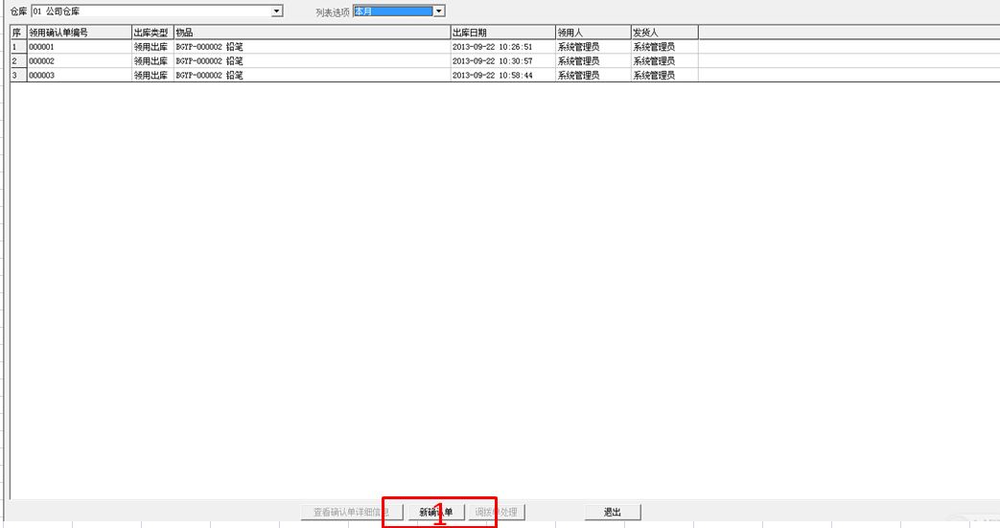 仓库 01 公司仓库 列表选项 本月
序 领用确认单编号 出库类型 物品 出库日期 领用人 发货人
1 000001 领用出库 BGYP-000002 铅笔 2013-09-22 10:26:51 系统管理员 系统管理员
2 000002 领用出库 BGYP-000002 铅笔 2013-09-22 10:30:57 系统管理员 系统管理员
3 000003 领用出库 BGYP-000002 铅笔 2013-09-22 10:58:44 系统管理员 系统管理员
查看确认单详细信息 新确认单 调拨单处理 退出
1